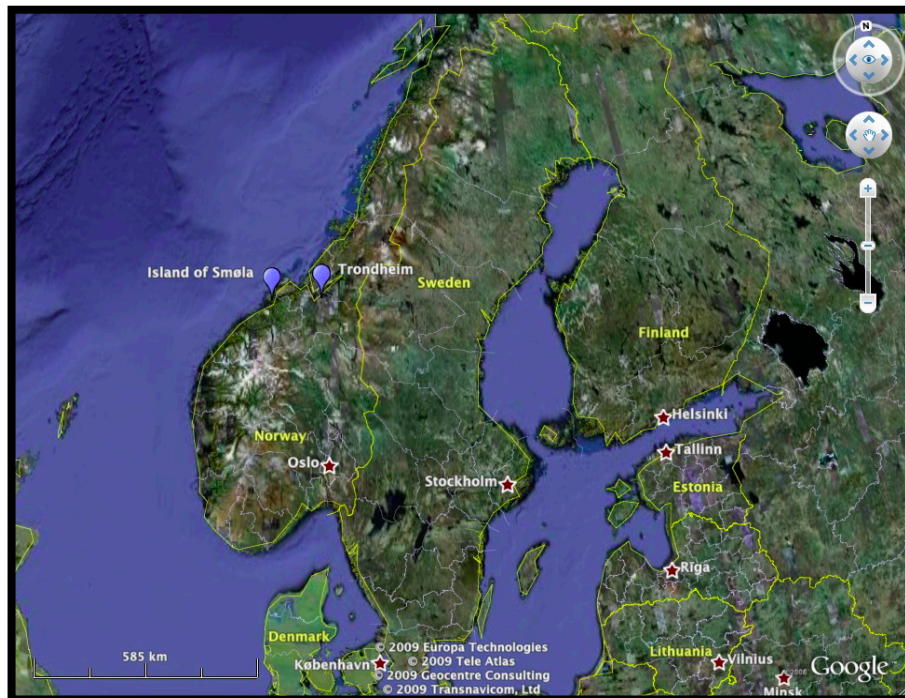 N
Island of Smøla
Trondheim
Sweden
Finland
Helsinki
Norway
Oslo
Tallinn
Stockholm
Estonia
Rīga
Denmark
585 km
København
© 2009 Europa Technologies
© 2009 Tele Atlas
© 2009 Geocentre Consulting
© 2009 Transnavicom, Ltd
Lithuania
Vilnius
Google
Minsk